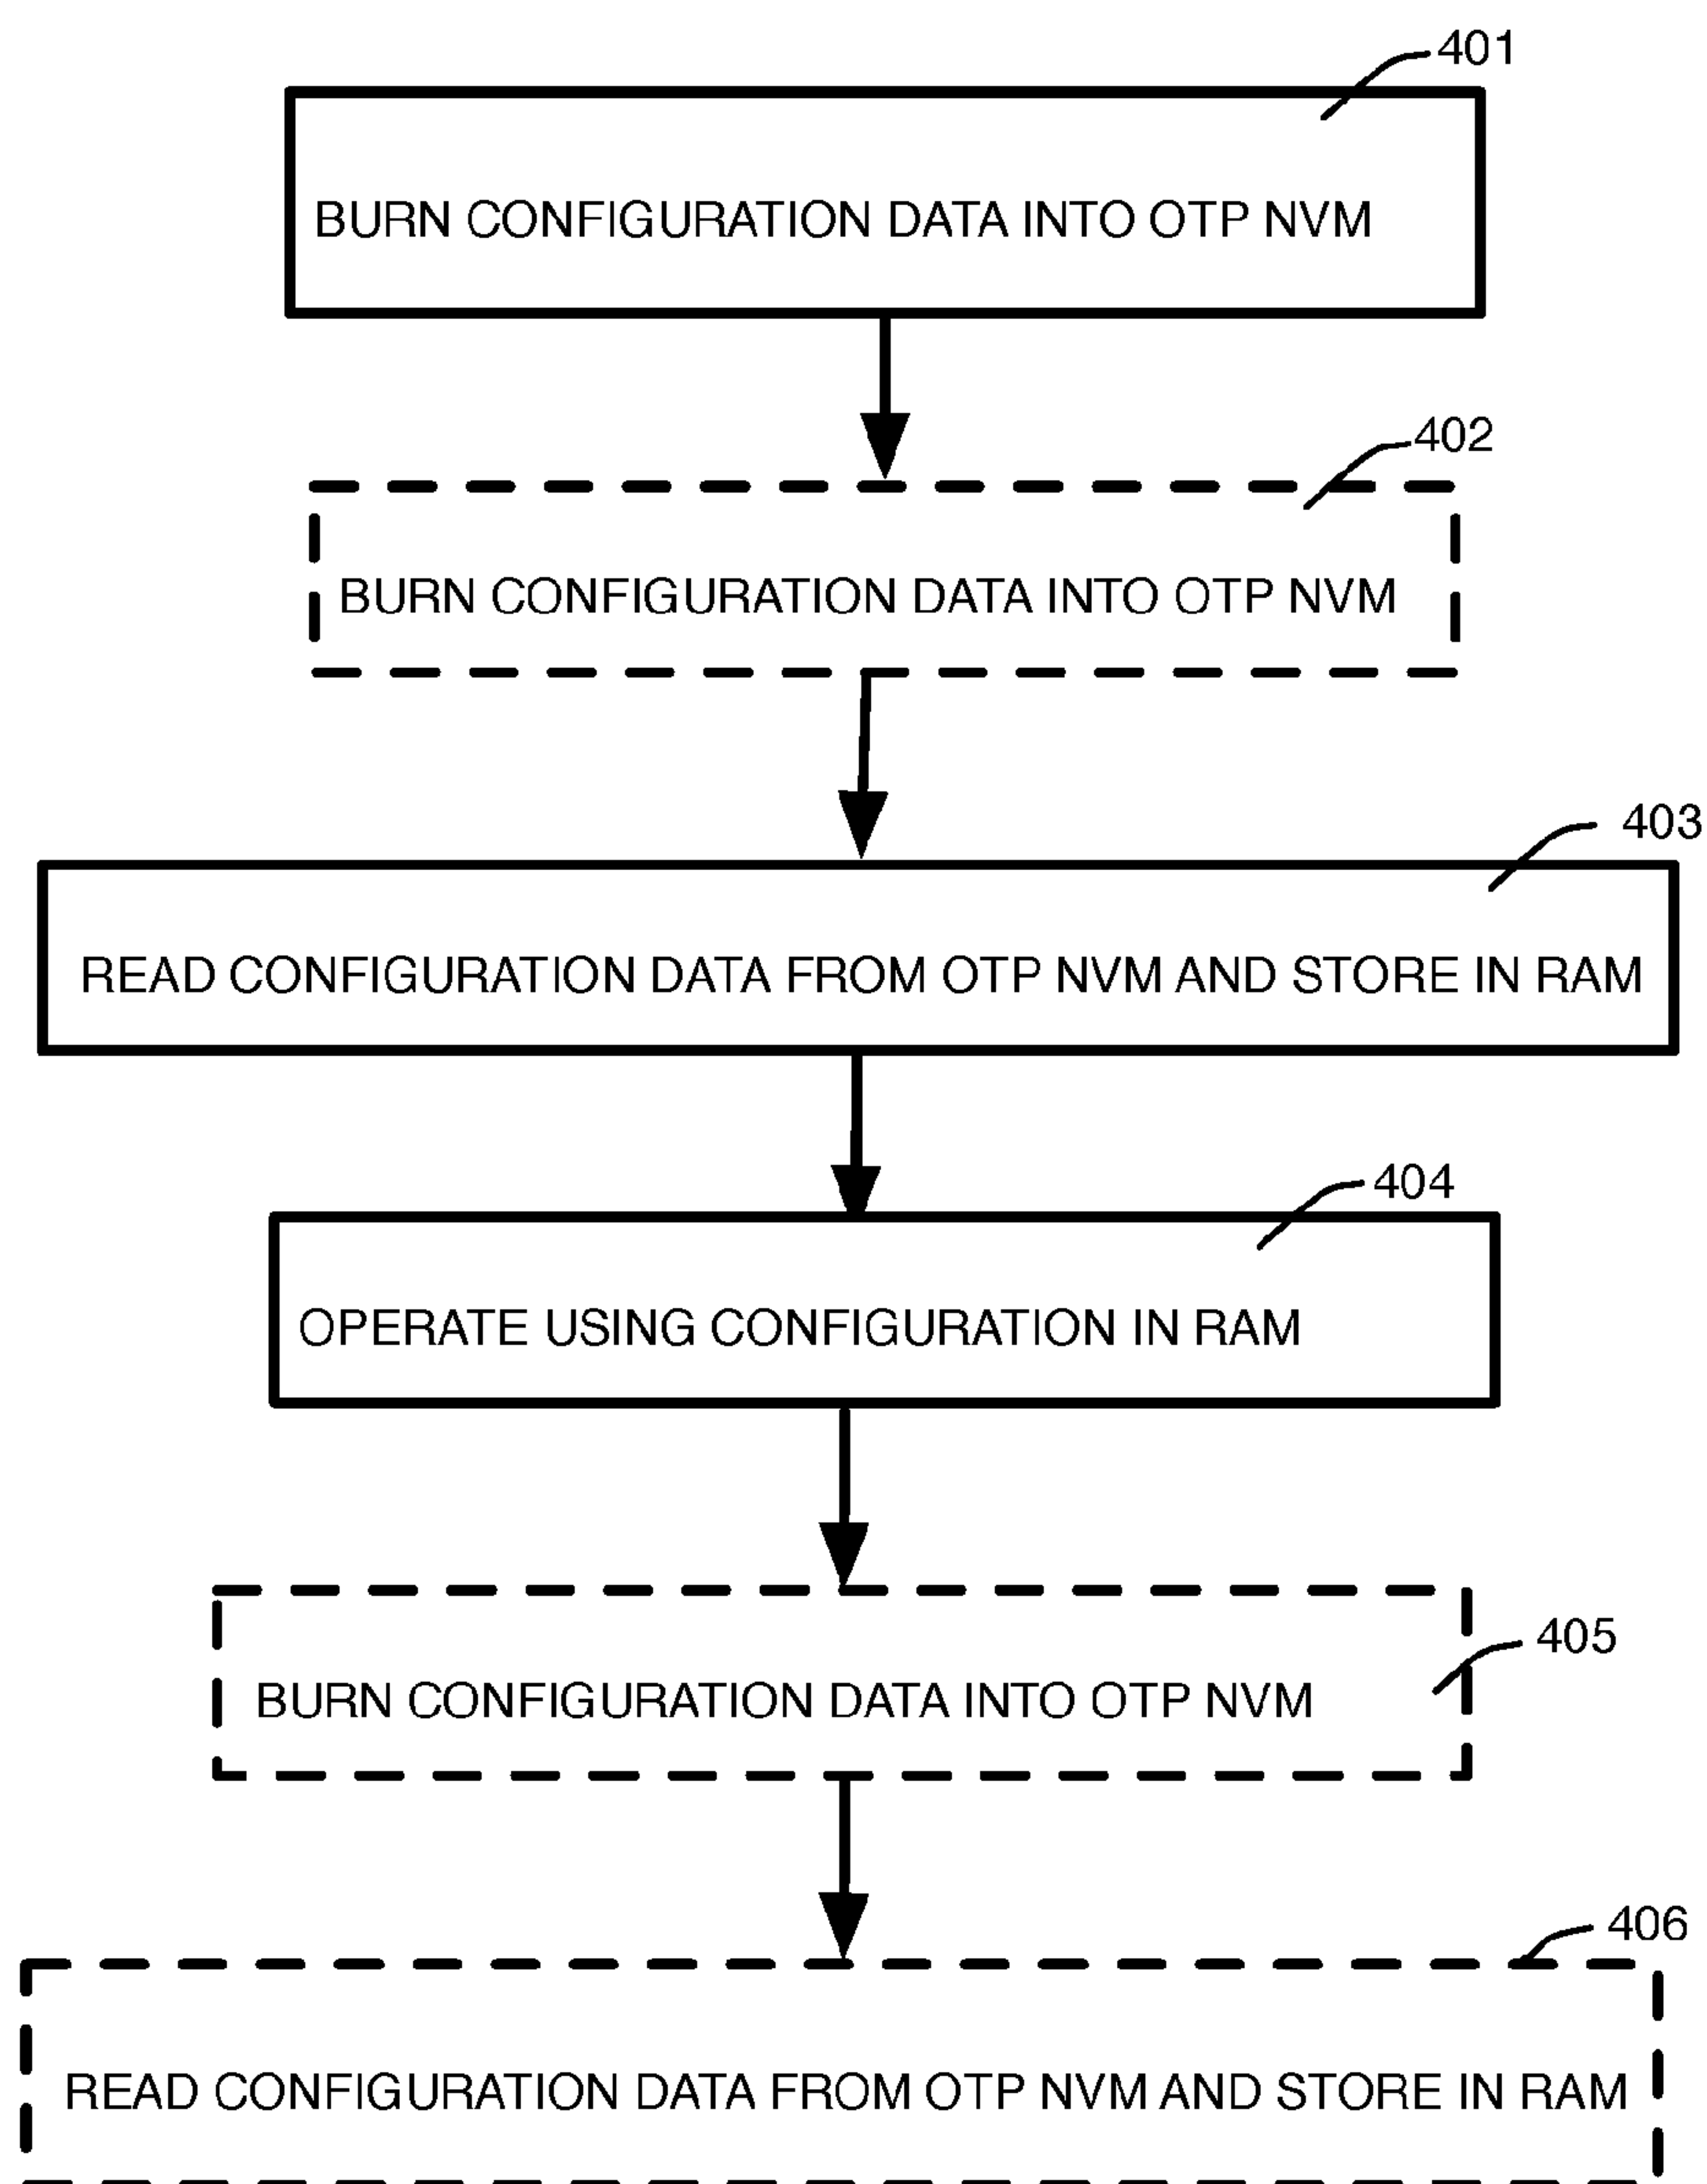 401
BURN CONFIGURATION DATA INTO OTP NVM
402
BURN CONFIGURATION DATA INTO OTP NVM
403
READ CONFIGURATION DATA FROM OTP NVM AND STORE IN RAM
404
OPERATE USING CONFIGURATION IN RAM
405
BURN CONFIGURATION DATA INTO OTP NVM
406
READ CONFIGURATION DATA FROM OTP NVM AND STORE IN RAM